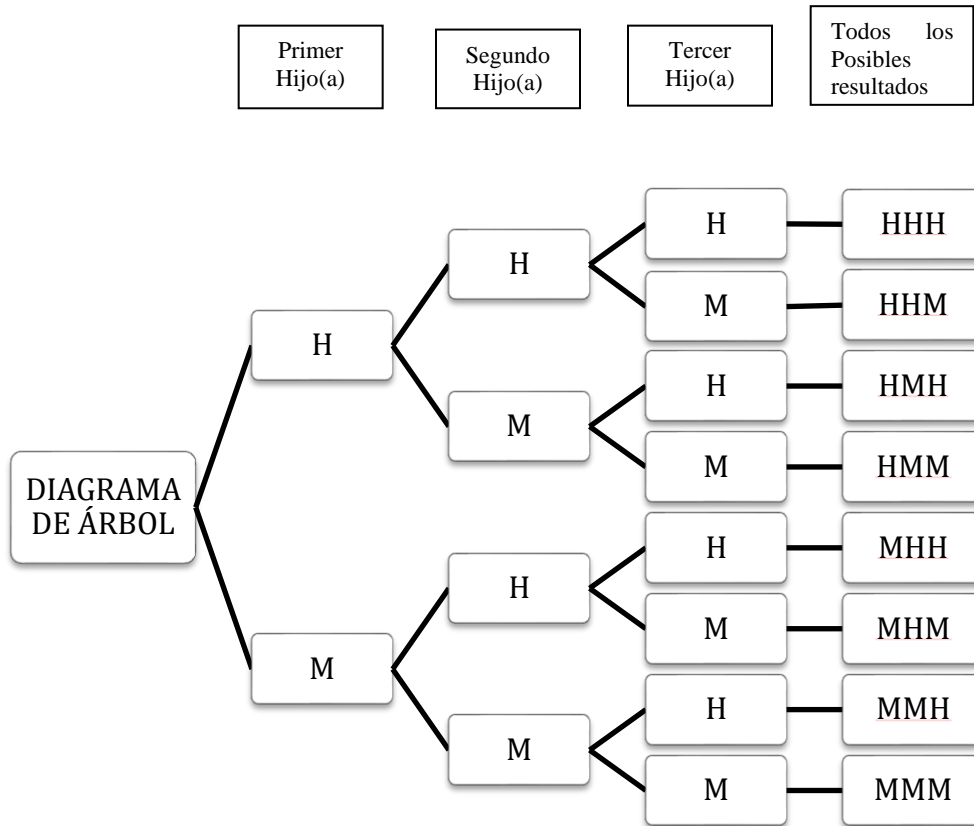 Primer
Hijo(a)
Segundo
Hijo(a)
Tercer
Hijo(a)
Todos los
Posibles
resultados
DIAGRAMA
DE ÁRBOL
H
M
H
M
H
M
H
M
H
M
H
M
H
M
HHH
HHM
HMH
HMM
MHH
MHM
MMH
MMM